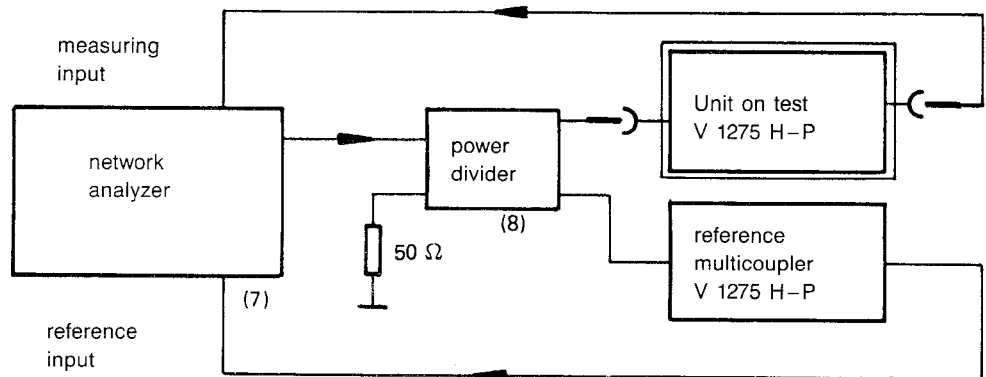 measuring
input
network
analyzer
(7)
reference
input
50 Ω
power
divider
(8)
Unit on test
V 1275 H–P
reference
multicoupler
V 1275 H–P